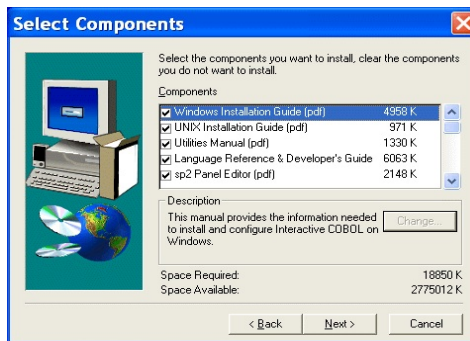 Select Components
Select the components you want to install, clear the components
you do not want to install.
Components
Windows Installation Guide (pdf) 4958 K
UNIX Installation Guide (pdf) 971 K
Utilities Manual (pdf) 1330 K
Language Reference & Developer's Guide 6063 K
sp2 Panel Editor (pdf) 2148 K
Description
This manual provides the information needed
to install and configure Interactive COBOL on
Windows.
Change...
Space Required: 18850 K
Space Available: 2775012 K
< Back Next > Cancel